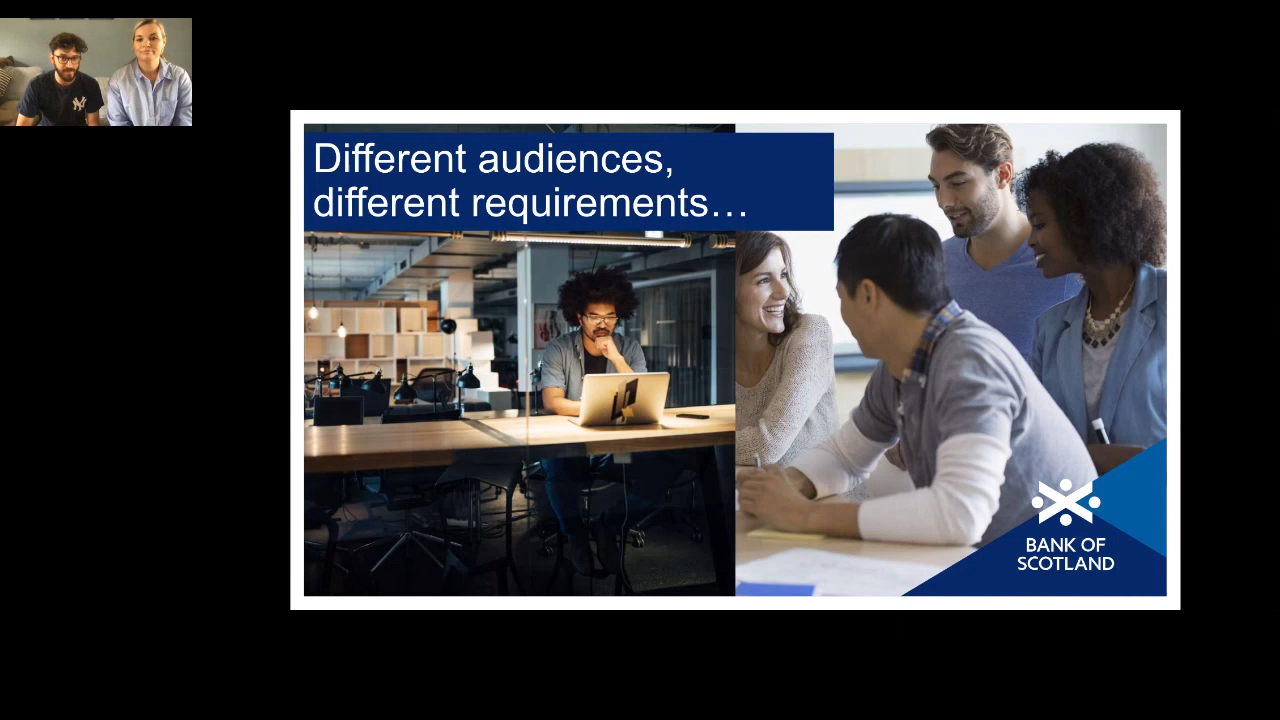 Different audiences,
different requirements…
BANK OF
SCOTLAND